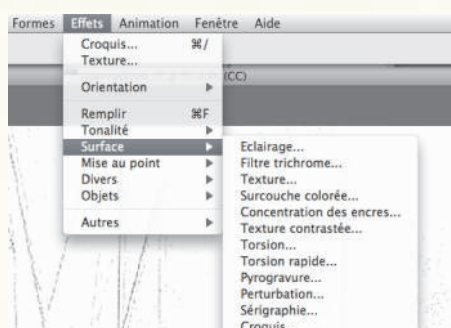 Formes Effets Animation Fenêtre Aide
Croquis... ⌘/
Texture...
(CC)
Orientation
Remplir ⌘F
Tonalité
Surface
Mise au point
Divers
Objets
Autres
Eclairage...
Filtre trichrome...
Texture...
Surcouche colorée...
Concentration des encres...
Texture contrastée...
Torsion...
Torsion rapide...
Pyrogravure...
Perturbation...
Sérigraphie...
Croquis...